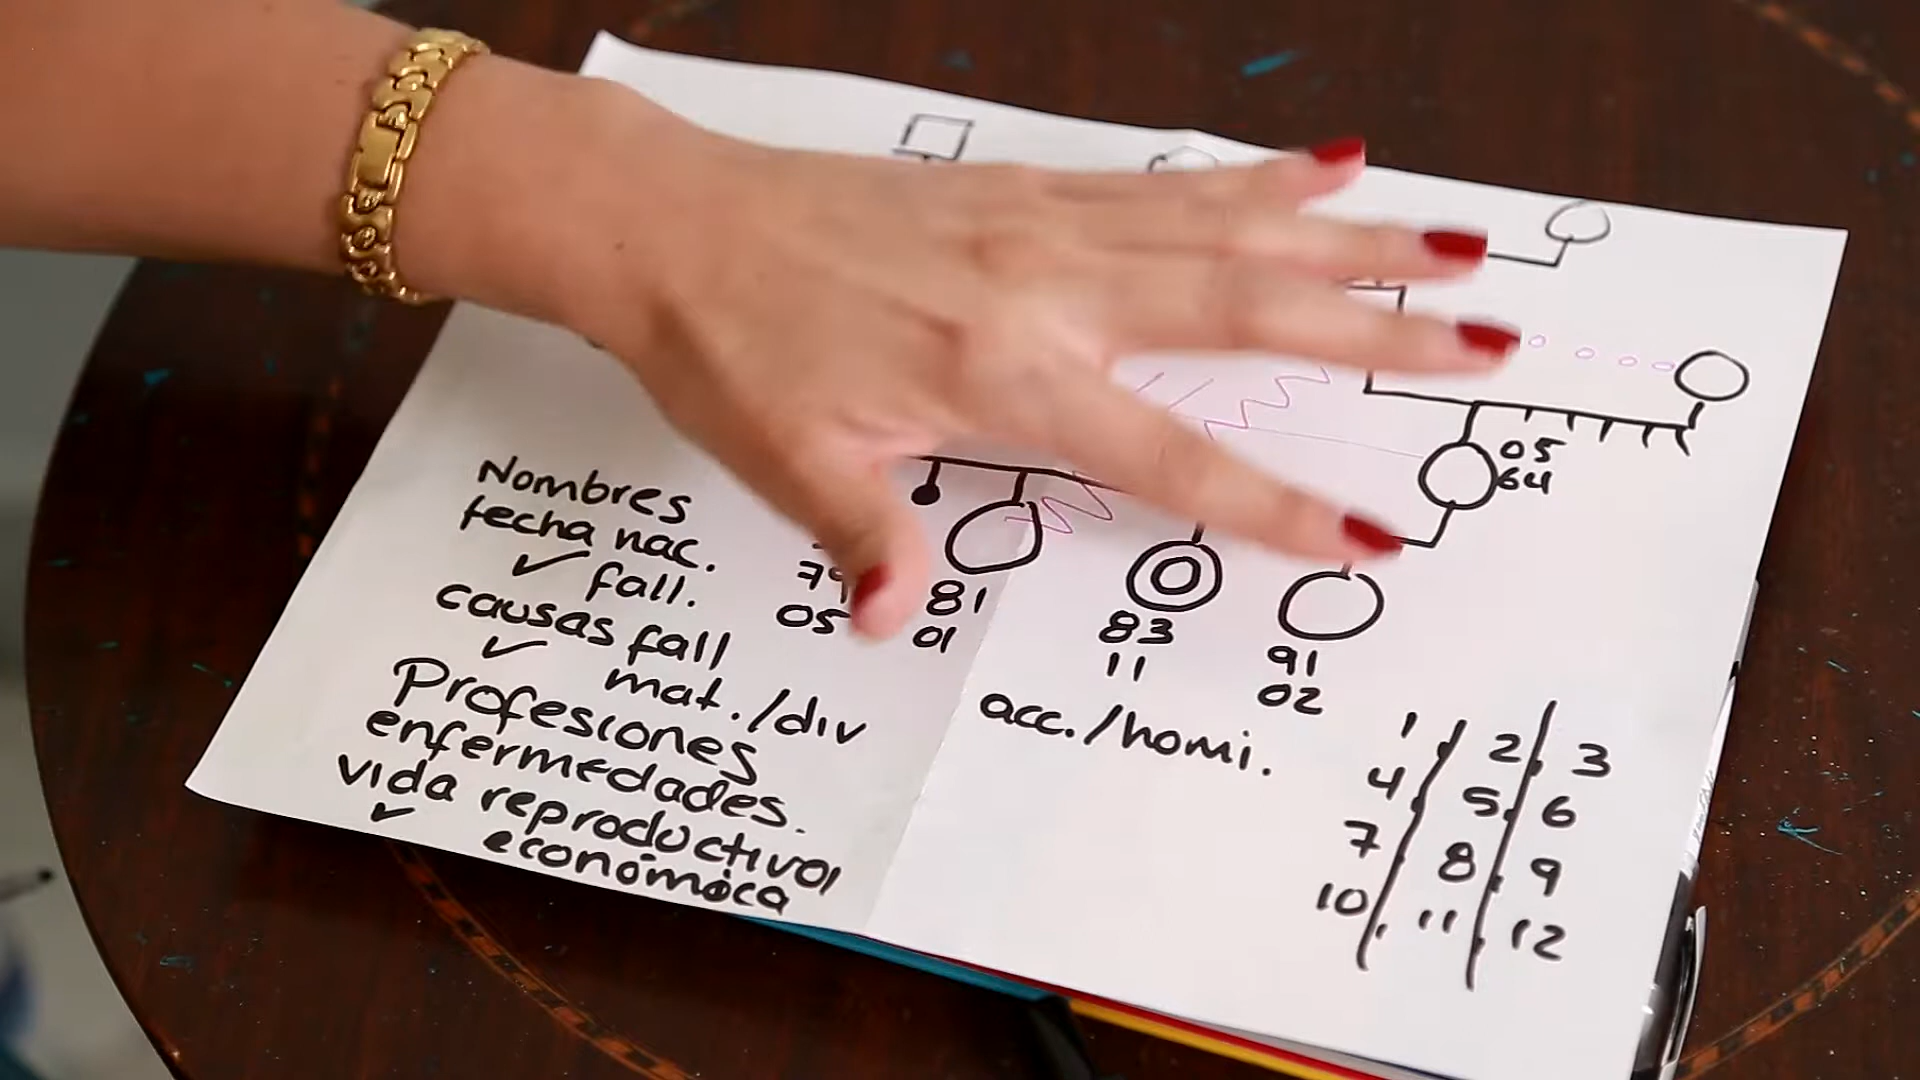 Nombres
fecha nac.
✓ fall.
causas fall
✓ mat./div
Profesiones
enfermedades.
vida reproductiva
✓ económica
05
64
79
05
81
01
83
11
91
02
acc./homi.
1 2 3
4 5 6
7 8 9
10 11 12